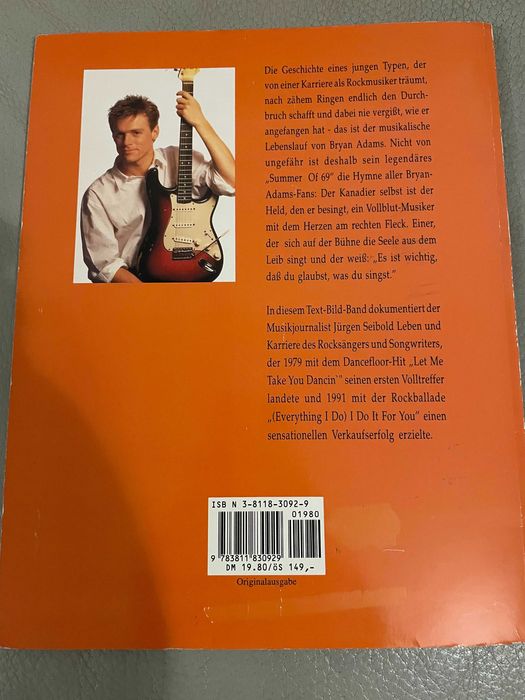 Die Geschichte eines jungen Typen, der
von einer Karriere als Rockmusiker träumt,
nach zähem Ringen endlich den Durch-
bruch schafft und dabei nie vergißt, wie er
angefangen hat - das ist der musikalische
Lebenslauf von Bryan Adams. Nicht von
ungefähr ist deshalb sein legendäres
„Summer Of 69" die Hymne aller Bryan-
Adams-Fans: Der Kanadier selbst ist der
Held, den er besingt, ein Vollblut-Musiker
mit dem Herzen am rechten Fleck. Einer,
der sich auf der Bühne die Seele aus dem
Leib singt und der weiß: „Es ist wichtig,
daß du glaubst, was du singst."
In diesem Text-Bild-Band dokumentiert der
Musikjournalist Jürgen Seibold Leben und
Karriere des Rocksängers und Songwriters,
der 1979 mit dem Dancefloor-Hit „Let Me
Take You Dancin'" seinen ersten Volltreffer
landete und 1991 mit der Rockballade
„(Everything I Do) I Do It For You" einen
sensationellen Verkaufserfolg erzielte.
ISB N 3-8118-3092-9
01980
9 783811 830929
DM 19.80/ÖS 149,-
Originalausgabe